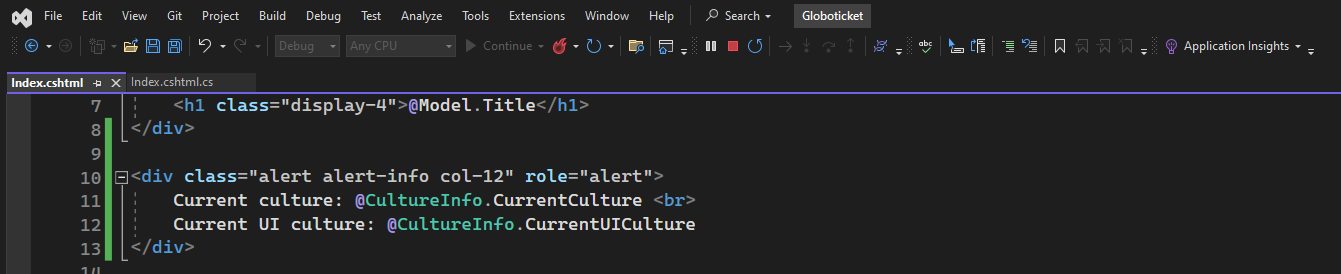 File Edit View Git Project Build Debug Test Analyze Tools Extensions Window Help Search Globoticket
Debug Any CPU Continue abc Application Insights
Index.cshtml Index.cshtml.cs
7 <h1 class="display-4">@Model.Title</h1>
8 </div>
9
10 <div class="alert alert-info col-12" role="alert">
11 Current culture: @CultureInfo.CurrentCulture <br>
12 Current UI culture: @CultureInfo.CurrentUICulture
13 </div>
14